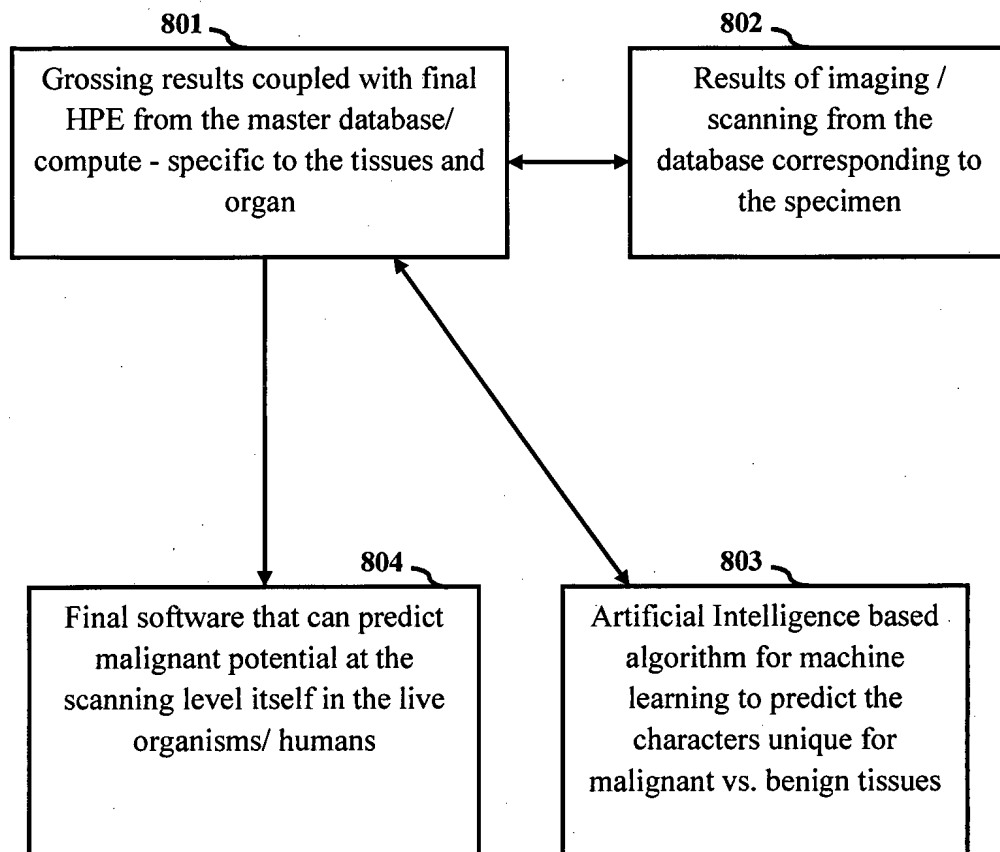 801
Grossing results coupled with final
HPE from the master database/
compute - specific to the tissues and
organ
802
Results of imaging /
scanning from the
database corresponding to
the specimen
804
Final software that can predict
malignant potential at the
scanning level itself in the live
organisms/ humans
803
Artificial Intelligence based
algorithm for machine
learning to predict the
characters unique for
malignant vs. benign tissues